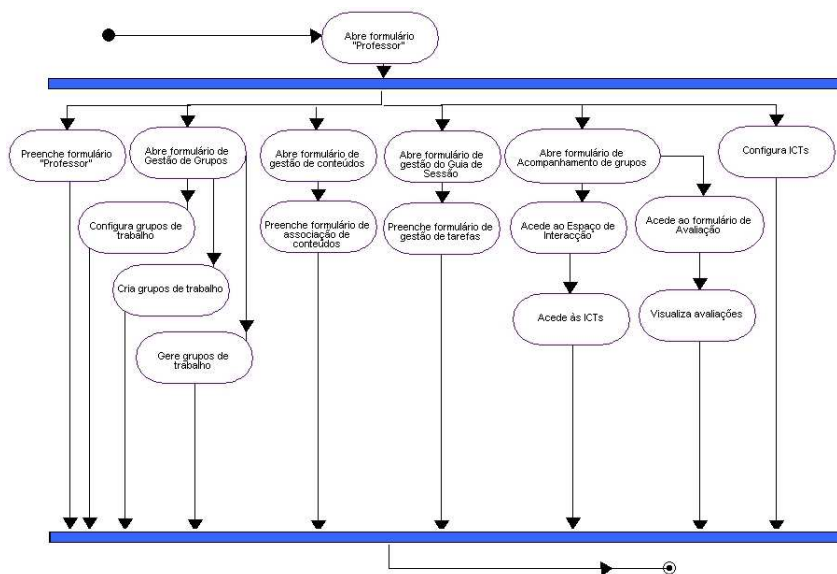 Abre formulário
"Professor"
Preenche formulário
"Professor"
Abre formulário de
Gestão de Grupos
Abre formulário de
gestão de conteúdos
Abre formulário de
gestão do Guia de
Sessão
Abre formulário de
Acompanhamento de grupos
Configura ICTs
Configura grupos de
trabalho
Preenche formulário de
associação de
conteúdos
Preenche formulário de
gestão de tarefas
Acede ao Espaço de
Interacção
Acede ao formulário de
Avaliação
Cria grupos de trabalho
Acede às ICTs
Visualiza avaliações
Gere grupos de
trabalho